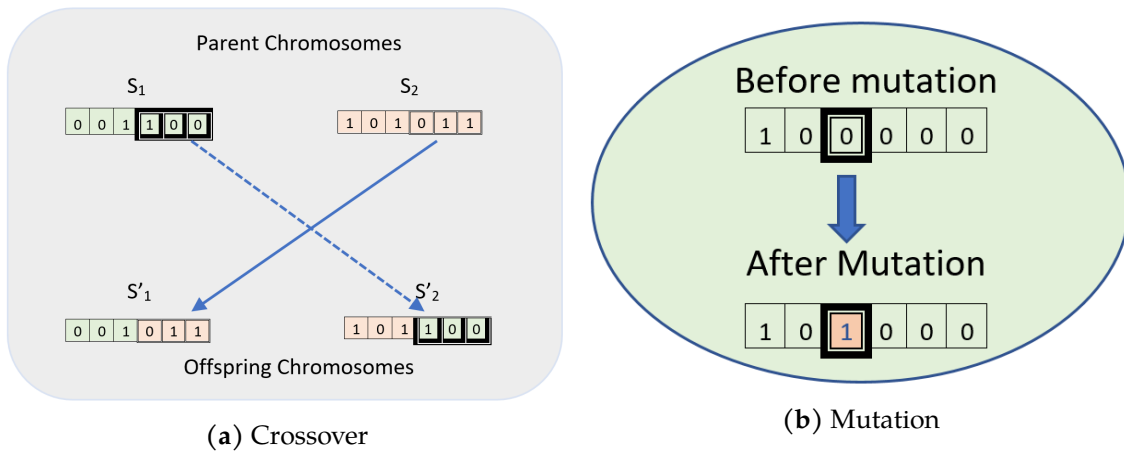 Parent Chromosomes
S₁ S₂
0 0 1 1 0 0
1 0 1 0 1 1
S'₁ S'₂
0 0 1 0 1 1
1 0 1 1 0 0
Offspring Chromosomes
(a) Crossover
Before mutation
1 0 0 0 0 0
After Mutation
1 0 1 0 0 0
(b) Mutation